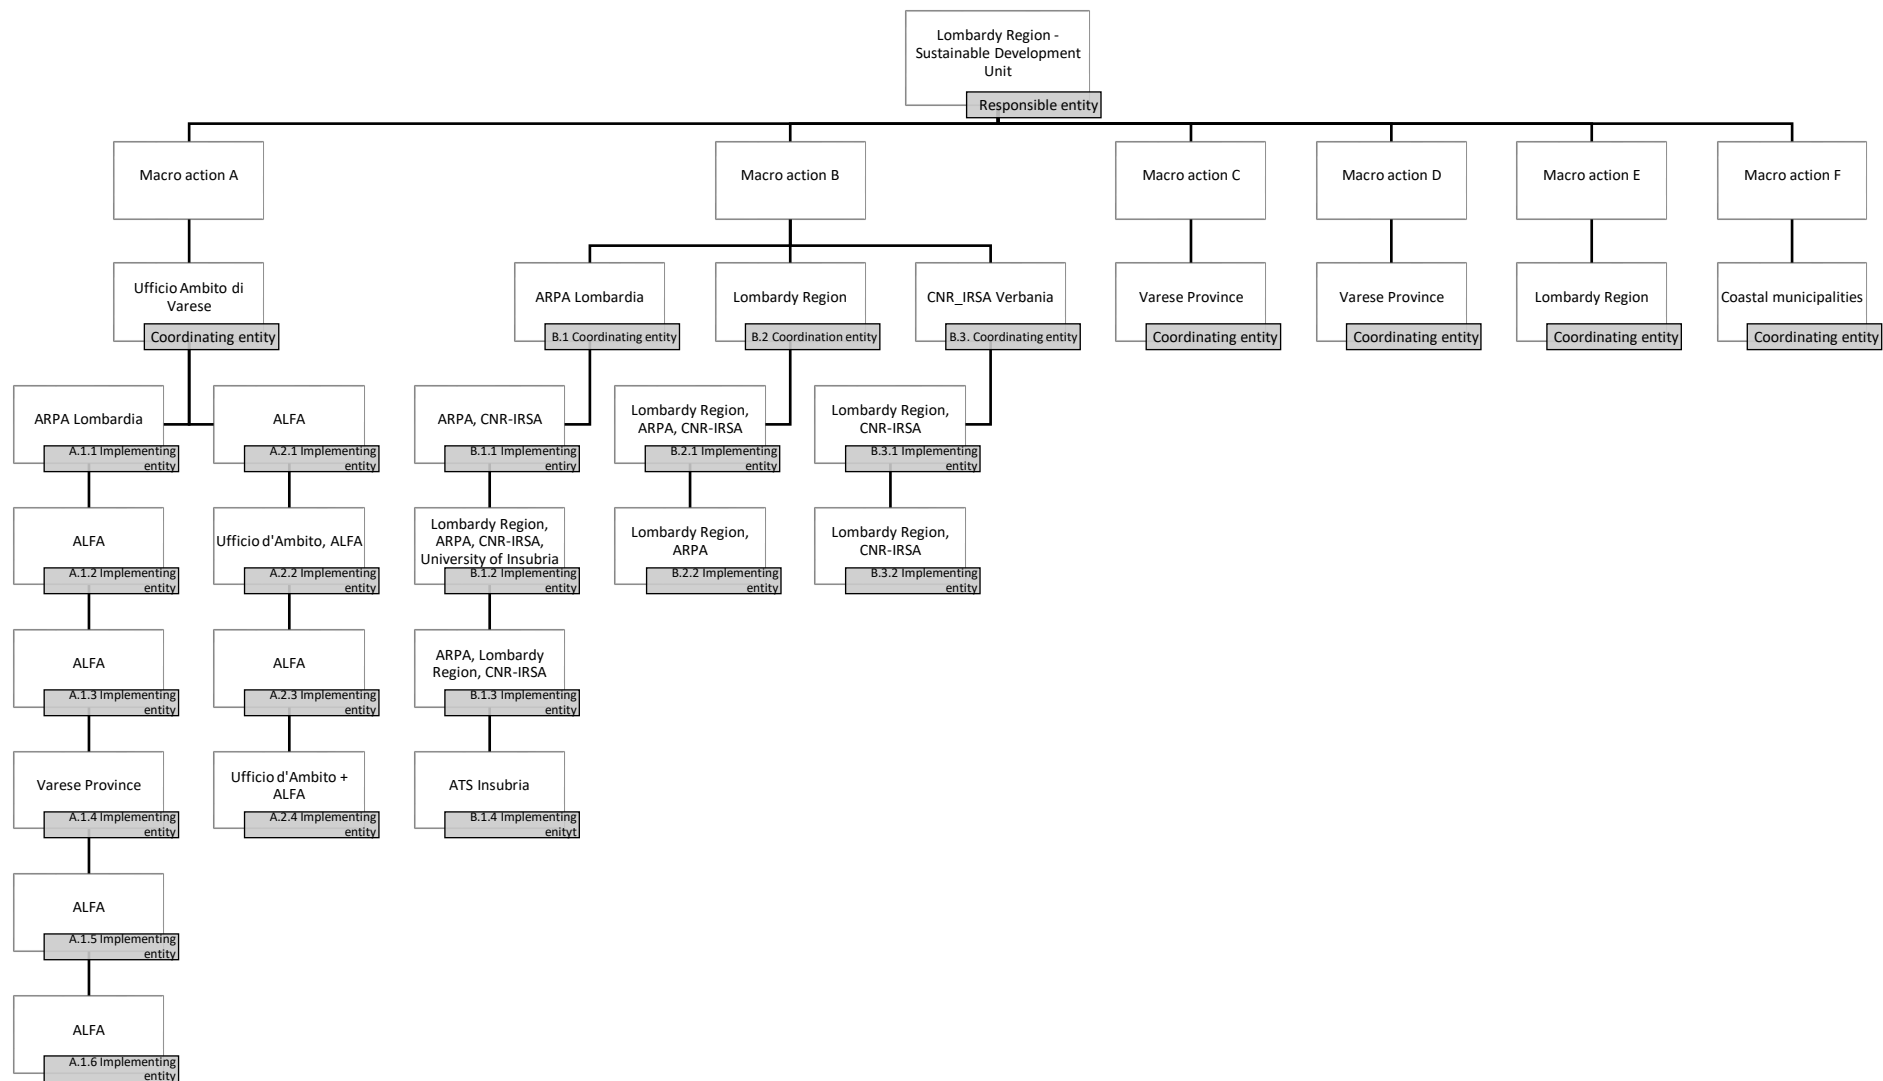 Lombardy Region -
Sustainable Development
Unit
Responsible entity
Macro action A
Macro action B
Macro action C
Macro action D
Macro action E
Macro action F
Ufficio Ambito di
Varese
Coordinating entity
ARPA Lombardia
B.1 Coordinating entity
Lombardy Region
B.2 Coordination entity
CNR_IRSA Verbania
B.3. Coordinating entity
Varese Province
Coordinating entity
Varese Province
Coordinating entity
Lombardy Region
Coordinating entity
Coastal municipalities
Coordinating entity
ARPA Lombardia
A.1.1 Implementing
entity
ALFA
A.2.1 Implementing
entity
ARPA, CNR-IRSA
B.1.1 Implementing
entiry
Lombardy Region,
ARPA, CNR-IRSA
B.2.1 Implementing
entity
Lombardy Region,
CNR-IRSA
B.3.1 Implementing
entity
ALFA
A.1.2 Implementing
entity
Ufficio d'Ambito, ALFA
A.2.2 Implementing
entity
Lombardy Region,
ARPA, CNR-IRSA,
University of Insubria
B.1.2 Implementing
entity
Lombardy Region,
ARPA
B.2.2 Implementing
entity
Lombardy Region,
CNR-IRSA
B.3.2 Implementing
entity
ALFA
A.1.3 Implementing
entity
ALFA
A.2.3 Implementing
entity
ARPA, Lombardy
Region, CNR-IRSA
B.1.3 Implementing
entity
Varese Province
A.1.4 Implementing
entity
Ufficio d'Ambito +
ALFA
A.2.4 Implementing
entity
ATS Insubria
B.1.4 Implementing
enityt
ALFA
A.1.5 Implementing
entity
ALFA
A.1.6 Implementing
entity